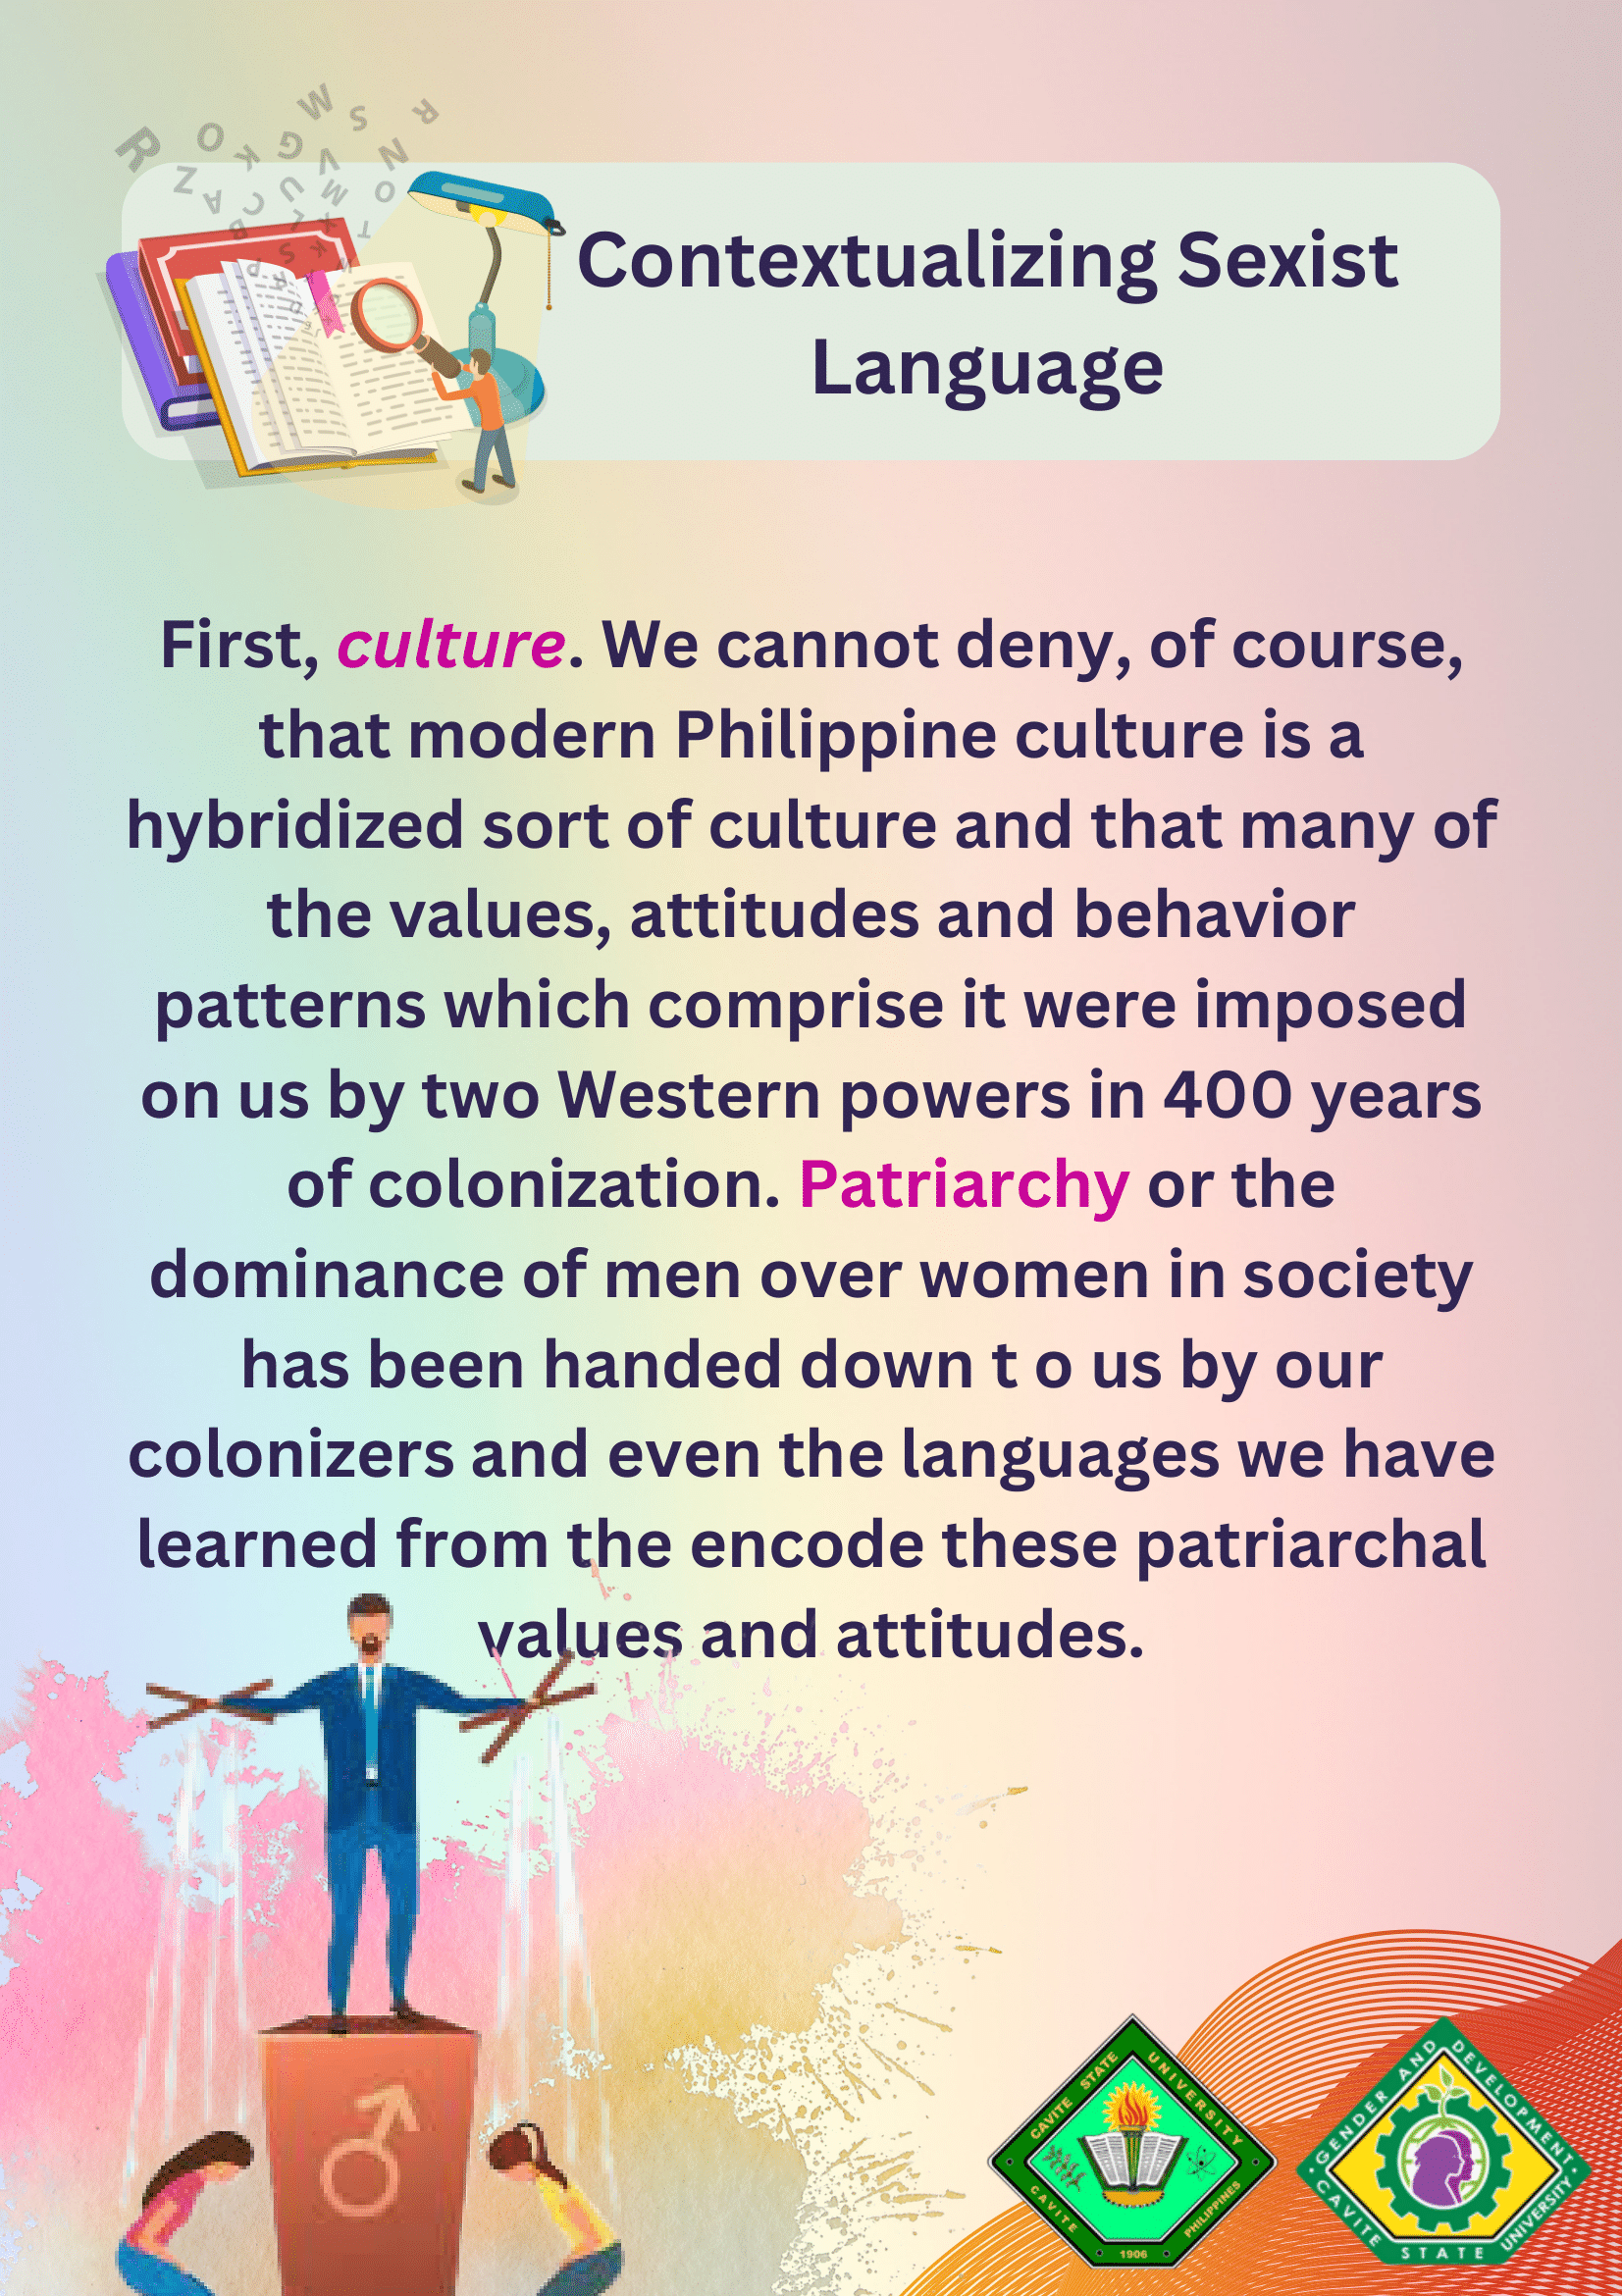 Contextualizing Sexist
Language
First, culture. We cannot deny, of course,
that modern Philippine culture is a
hybridized sort of culture and that many of
the values, attitudes and behavior
patterns which comprise it were imposed
on us by two Western powers in 400 years
of colonization. Patriarchy or the
dominance of men over women in society
has been handed down t o us by our
colonizers and even the languages we have
learned from the encode these patriarchal
values and attitudes.
CAVITE STATE UNIVERSITY
CAVITE
PHILIPPINES
1906
GENDER AND DEVELOPMENT
CAVITE STATE UNIVERSITY